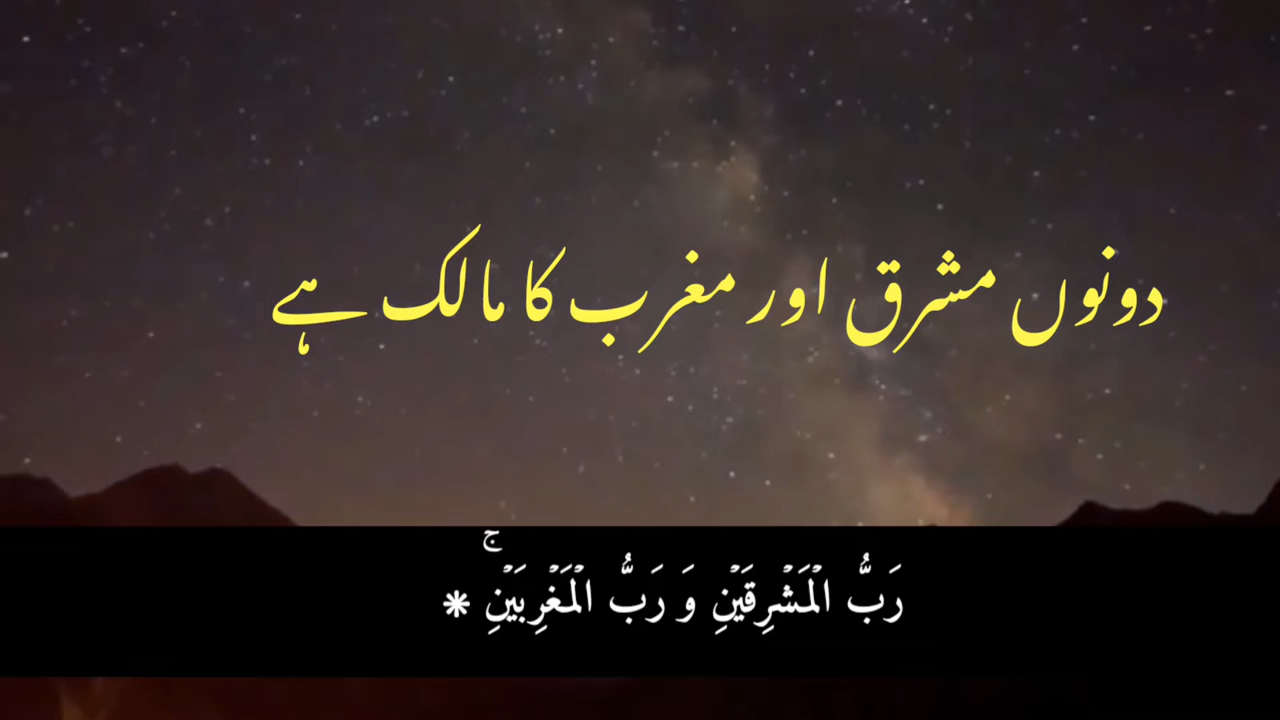 دونوں مشرق اور مغرب کا مالک ہے
رَبُّ الْمَشْرِقَيْنِ وَ رَبُّ الْمَغْرِبَيْنِۚ *